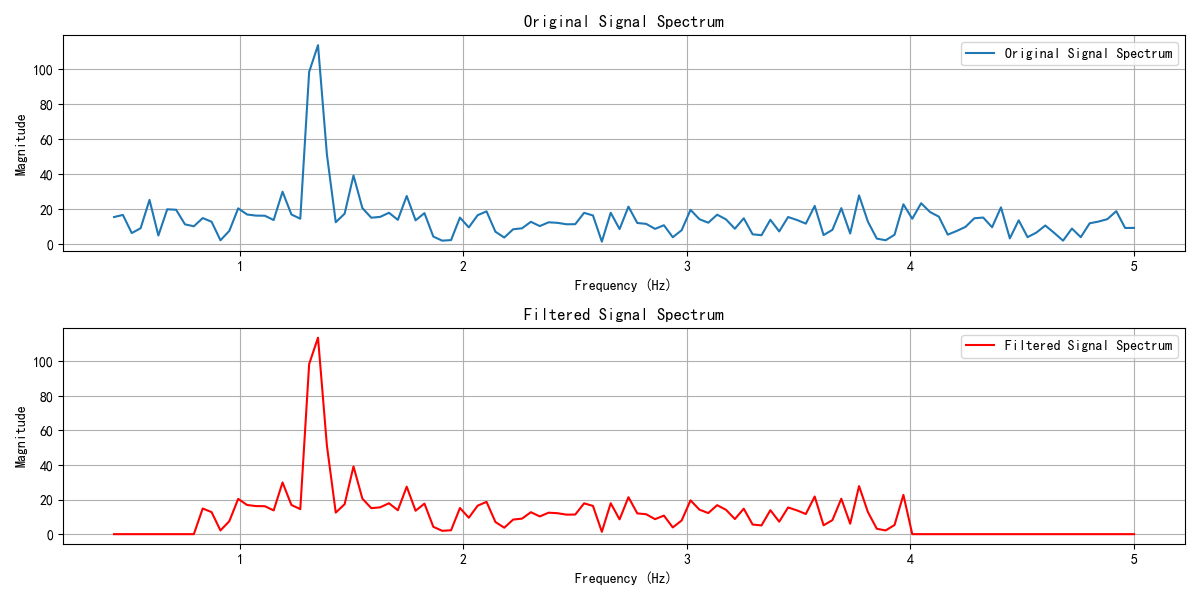 Original Signal Spectrum
Original Signal Spectrum
100
80
60
40
20
0
Magnitude
1
2
3
4
5
Frequency (Hz)
Filtered Signal Spectrum
Filtered Signal Spectrum
100
80
60
40
20
0
Magnitude
1
2
3
4
5
Frequency (Hz)